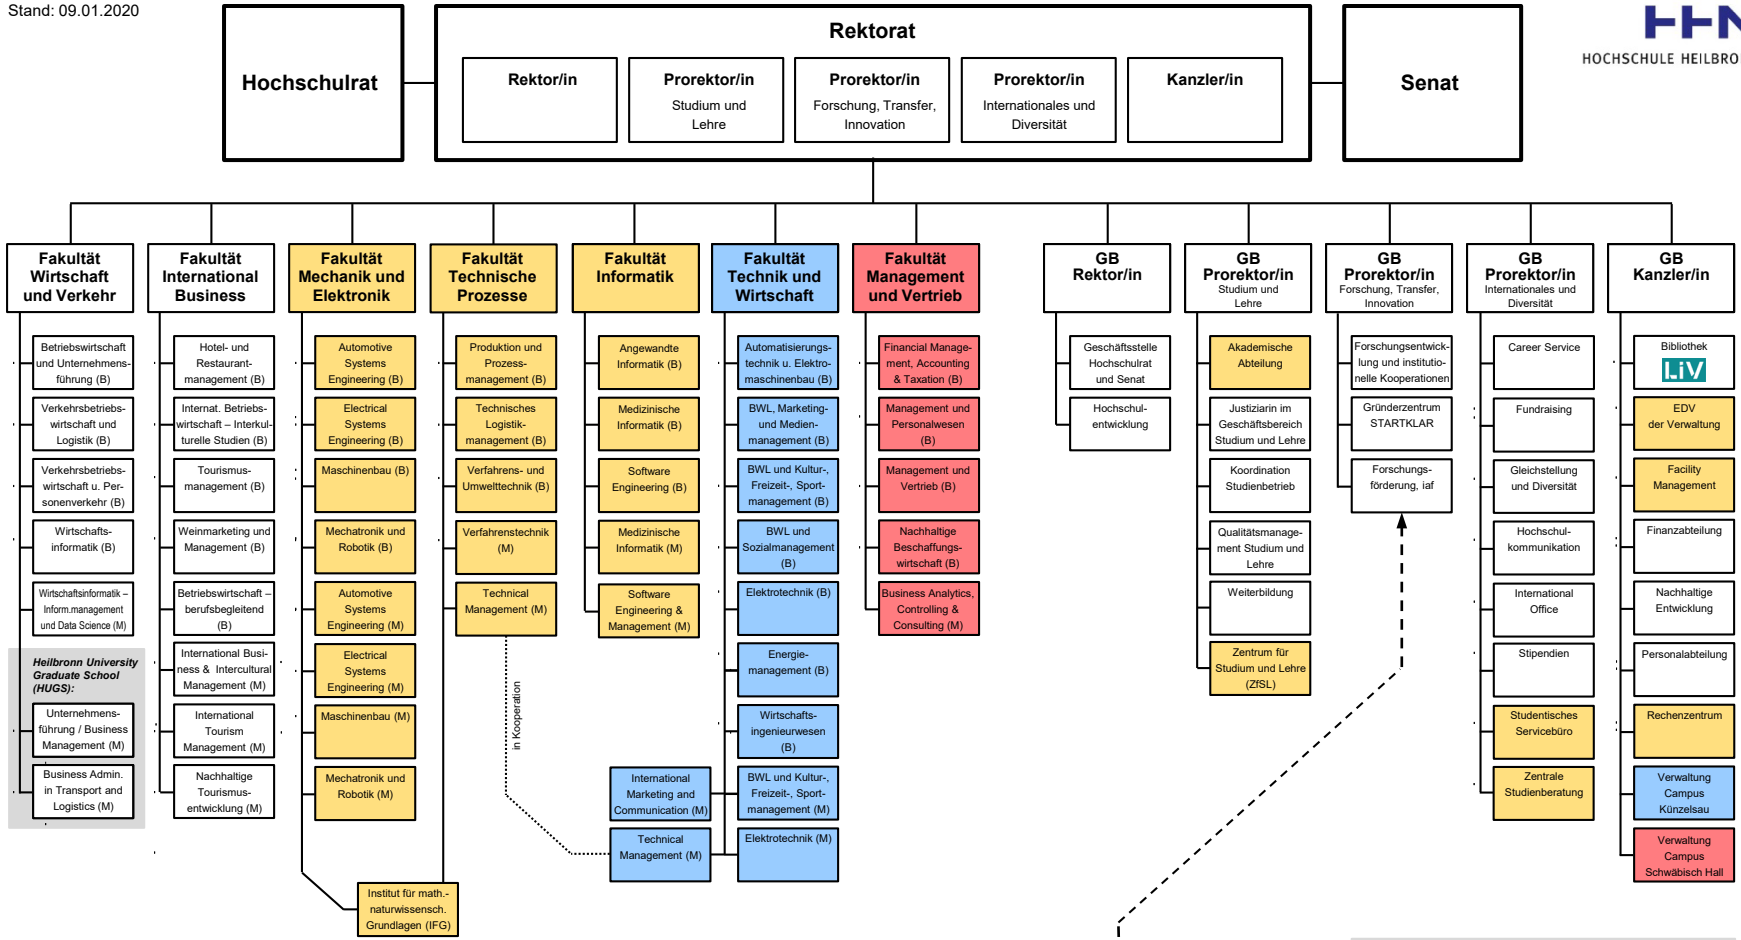 Stand: 09.01.2020
HHN
HOCHSCHULE HEILBRO
Hochschulrat
Rektorat
Rektor/in
Prorektor/in
Studium und
Lehre
Prorektor/in
Forschung, Transfer,
Innovation
Prorektor/in
Internationales und
Diversität
Kanzler/in
Senat
Fakultät
Wirtschaft
und Verkehr
Betriebswirtschaft
und Unternehmens-
führung (B)
Verkehrsbetriebs-
wirtschaft und
Logistik (B)
Verkehrsbetriebs-
wirtschaft u. Per-
sonenverkehr (B)
Wirtschafts-
informatik (B)
Wirtschaftsinformatik –
Inform.management
und Data Science (M)
Heilbronn University
Graduate School
(HUGS):
Unternehmens-
führung / Business
Management (M)
Business Admin.
in Transport and
Logistics (M)
Fakultät
International
Business
Hotel- und
Restaurant-
management (B)
Internat. Betriebs-
wirtschaft – Interkul-
turelle Studien (B)
Tourismus-
management (B)
Weinmarketing und
Management (B)
Betriebswirtschaft –
berufsbegleitend
(B)
International Busi-
ness & Intercultural
Management (M)
International
Tourism
Management (M)
Nachhaltige
Tourismus-
entwicklung (M)
Fakultät
Mechanik und
Elektronik
Automotive
Systems
Engineering (B)
Electrical
Systems
Engineering (B)
Maschinenbau (B)
Mechatronik und
Robotik (B)
Automotive
Systems
Engineering (M)
Electrical
Systems
Engineering (M)
Maschinenbau (M)
Mechatronik und
Robotik (M)
Institut für math.-
naturwissensch.
Grundlagen (IFG)
Fakultät
Technische
Prozesse
Produktion und
Prozess-
management (B)
Technisches
Logistik-
management (B)
Verfahrens- und
Umwelttechnik (B)
Verfahrenstechnik
(M)
Technical
Management (M)
in Kooperation
Fakultät
Informatik
Angewandte
Informatik (B)
Medizinische
Informatik (B)
Software
Engineering (B)
Medizinische
Informatik (M)
Software
Engineering &
Management (M)
Fakultät
Technik und
Wirtschaft
Automatisierungs-
technik u. Elektro-
maschinenbau (B)
BWL, Marketing-
und Medien-
management (B)
BWL und Kultur-,
Freizeit-, Sport-
management (B)
BWL und
Sozialmanagement
(B)
Elektrotechnik (B)
Energie-
management (B)
Wirtschafts-
ingenieurwesen
(B)
International
Marketing and
Communication (M)
BWL und Kultur-,
Freizeit-, Sport-
management (M)
Technical
Management (M)
Elektrotechnik (M)
Fakultät
Management
und Vertrieb
Financial Manage-
ment, Accounting
& Taxation (B)
Management und
Personalwesen
(B)
Management und
Vertrieb (B)
Nachhaltige
Beschaffungs-
wirtschaft (B)
Business Analytics,
Controlling &
Consulting (M)
GB
Rektor/in
Geschäftsstelle
Hochschulrat
und Senat
Hochschul-
entwicklung
GB
Prorektor/in
Studium und
Lehre
Akademische
Abteilung
Justiziarin im
Geschäftsbereich
Studium und Lehre
Koordination
Studienbetrieb
Qualitätsmanage-
ment Studium und
Lehre
Weiterbildung
Zentrum für
Studium und Lehre
(ZfSL)
GB
Prorektor/in
Forschung, Transfer,
Innovation
Forschungsentwick-
lung und institutio-
nelle Kooperationen
Gründerzentrum
STARTKLAR
Forschungs-
förderung, iaf
GB
Prorektor/in
Internationales und
Diversität
Career Service
Fundraising
Gleichstellung
und Diversität
Hochschul-
kommunikation
International
Office
Stipendien
Studentisches
Servicebüro
Zentrale
Studienberatung
GB
Kanzler/in
Bibliothek
LiV
EDV
der Verwaltung
Facility
Management
Finanzabteilung
Nachhaltige
Entwicklung
Personalabteilung
Rechenzentrum
Verwaltung
Campus
Künzelsau
Verwaltung
Campus
Schwäbisch Hall